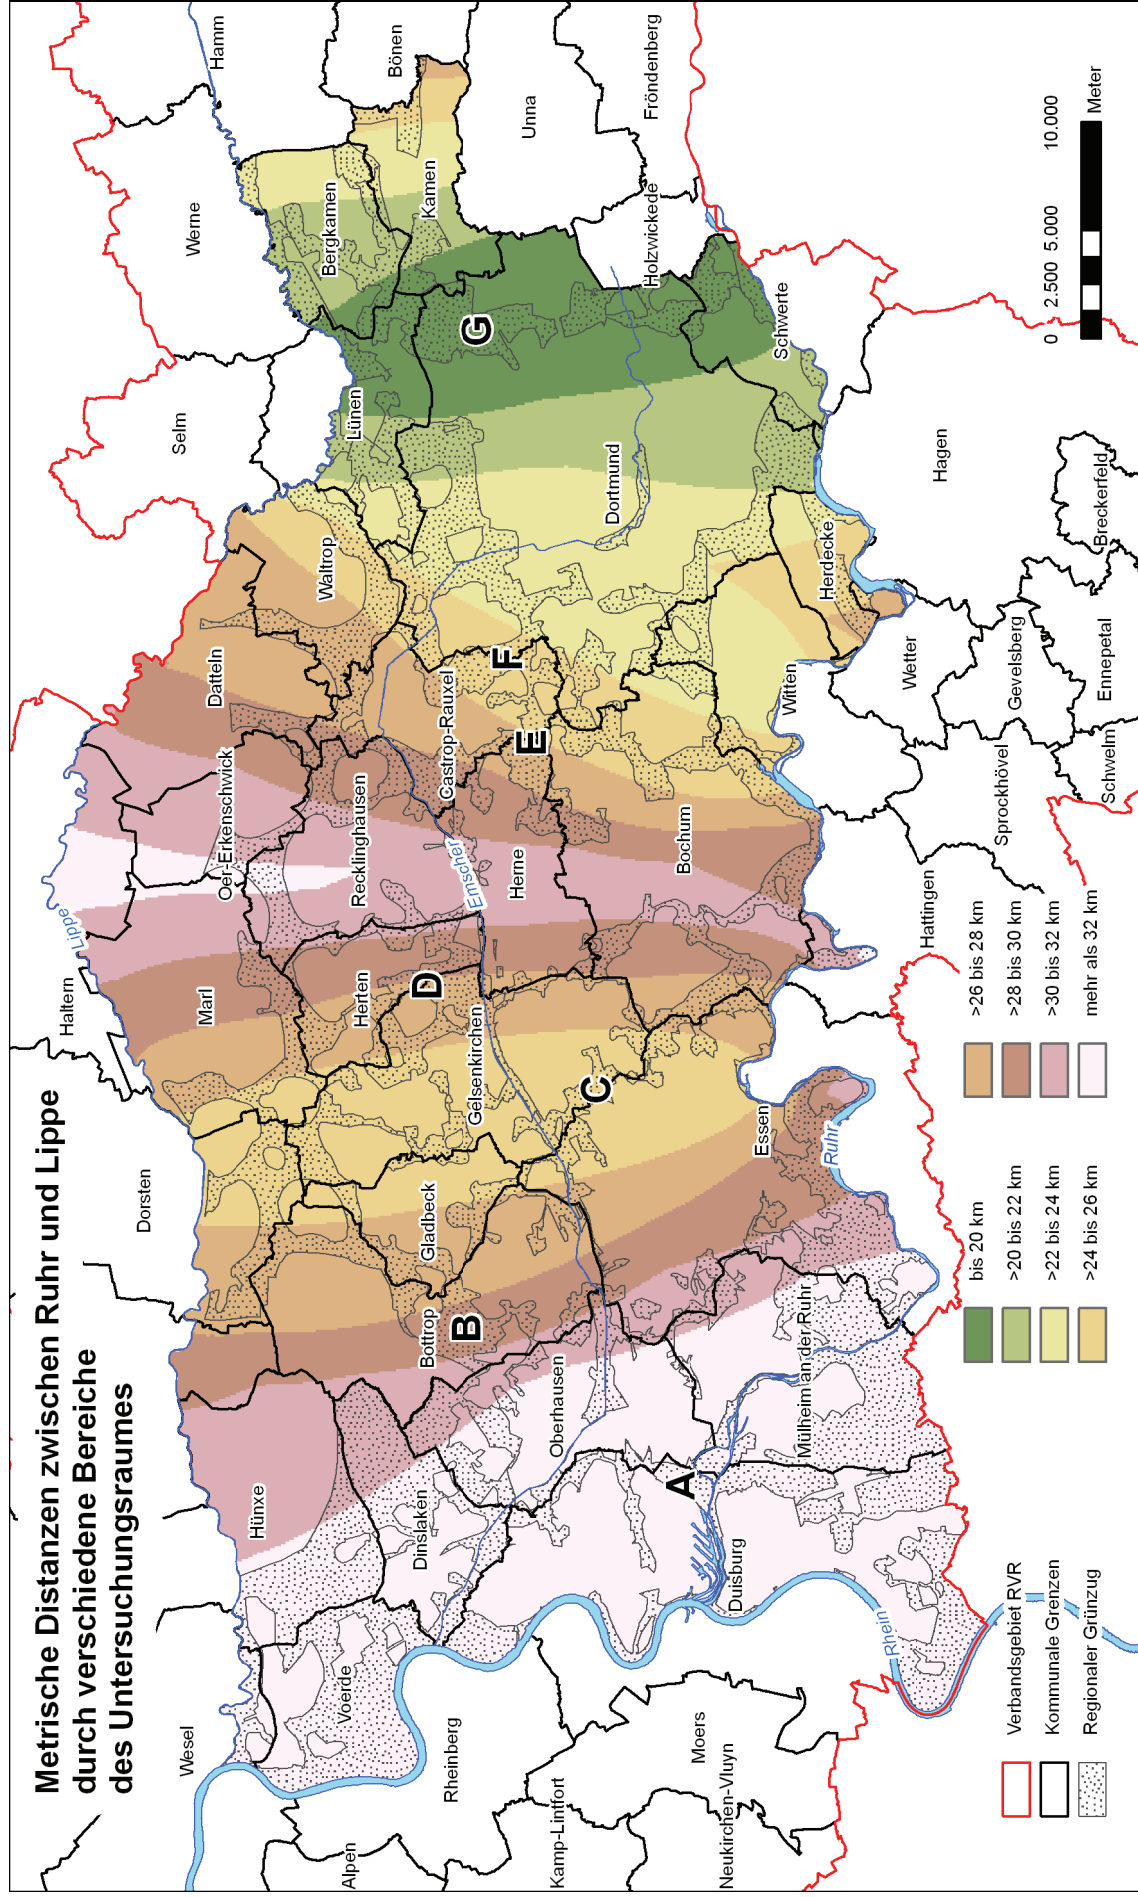 Metrische Distanzen zwischen Ruhr und Lippe
durch verschiedene Bereiche
des Untersuchungsraumes
Wesel
Hünxe
Dorsten
Haltern
Lippe
Marl
Oer-Erkenschwick
Datteln
Selm
Werne
Hamm
Voerde
Dinslaken
Bottrop
Gladbeck
Herten
Recklinghausen
Waltrop
Lünen
Bergkamen
Bönen
Kamen
Alpen
Rheinberg
B
D
Gelsenkirchen
Emscher
Castrop-Rauxel
Herne
E
F
G
Unna
Kamp-Lintfort
Oberhausen
C
Dortmund
Holzwickede
Fröndenberg
Moers
Neukirchen-Vluyn
A
Duisburg
Mülheim an der Ruhr
Essen
Ruhr
Bochum
Witten
Herdecke
Schwerte
Rhein
Hattingen
Wetter
Hagen
Sprockhövel
Gevelsberg
Schwelm
Ennepetal
Breckerfeld
Verbandsgebiet RVR
Kommunale Grenzen
Regionaler Grünzug
bis 20 km
>20 bis 22 km
>22 bis 24 km
>24 bis 26 km
>26 bis 28 km
>28 bis 30 km
>30 bis 32 km
mehr als 32 km
0 2.500 5.000 10.000
Meter